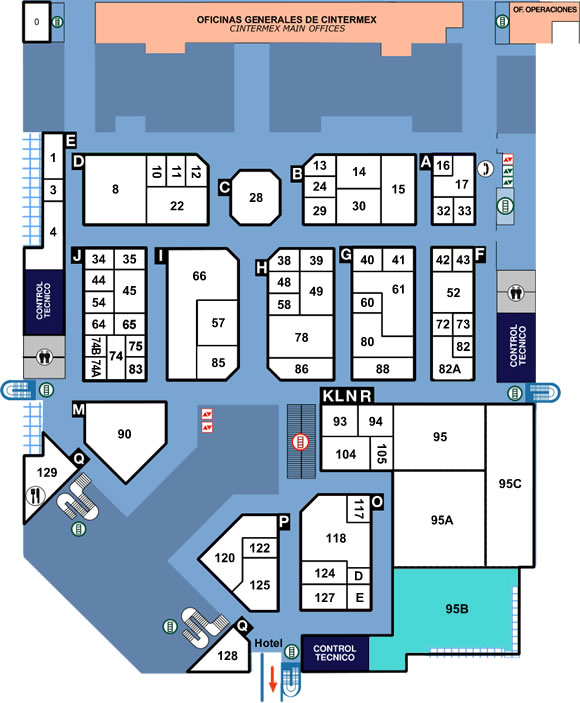 0
OFICINAS GENERALES DE CINTERMEX
CINTERMEX MAIN OFFICES
OF. OPERACIONES
E
1
3
4
CONTROL
TECNICO
D
8
10
11
12
22
C
28
B
13
14
15
24
29
30
A
16
17
32
33
J
34
35
44
45
54
64
65
74B
74A
74
75
83
I
66
57
85
H
38
39
48
49
58
78
86
G
40
41
61
60
80
88
F
42
43
52
72
73
82
82A
CONTROL
TECNICO
M
90
Q
129
K L N R
93
94
95
104
105
95C
95A
95B
P
120
122
125
O
117
118
124
D
127
E
Q
128
Hotel
CONTROL
TECNICO